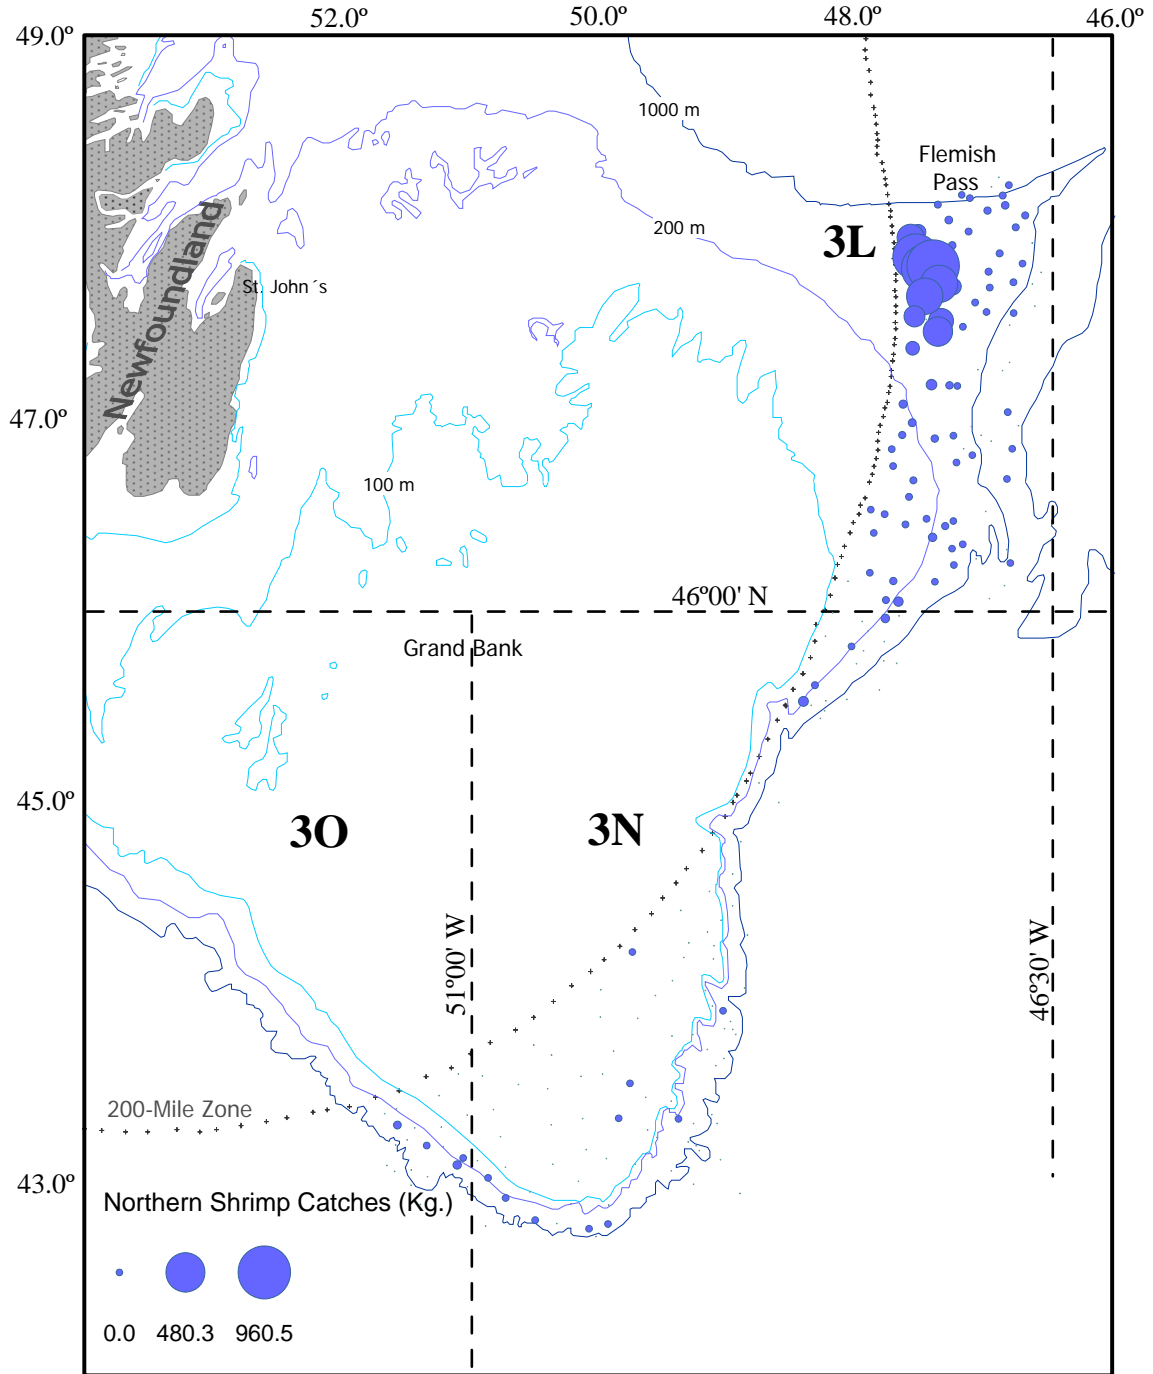 52.0º 50.0º 48.0º 46.0º
49.0º
1000 m
Flemish
Pass
200 m
3L
St. John´s
Newfoundland
47.0º
100 m
46º00' N
Grand Bank
45.0º
3O
3N
51º00' W
46º30' W
200-Mile Zone
43.0º
Northern Shrimp Catches (Kg.)
0.0 480.3 960.5